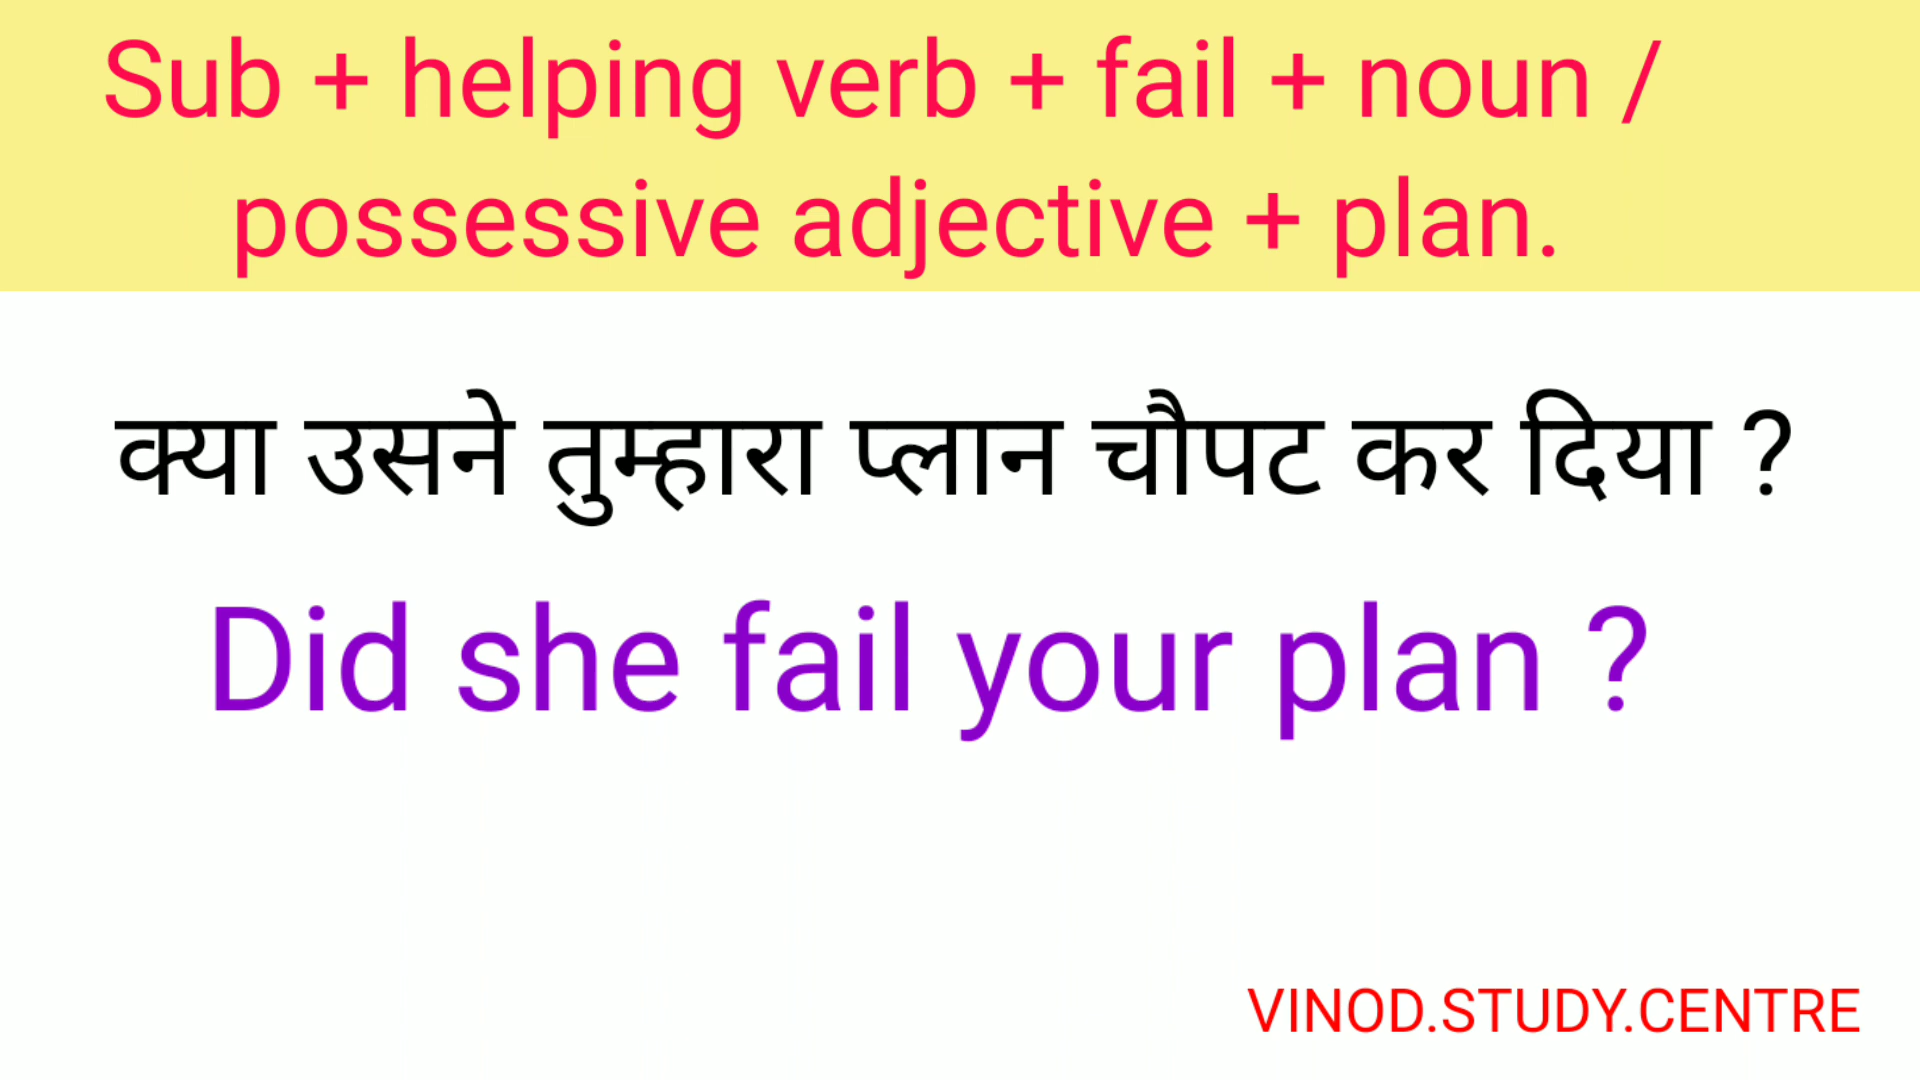 Sub + helping verb + fail + noun /
possessive adjective + plan.
क्या उसने तुम्हारा प्लान चौपट कर दिया ?
Did she fail your plan ?
VINOD.STUDY.CENTRE